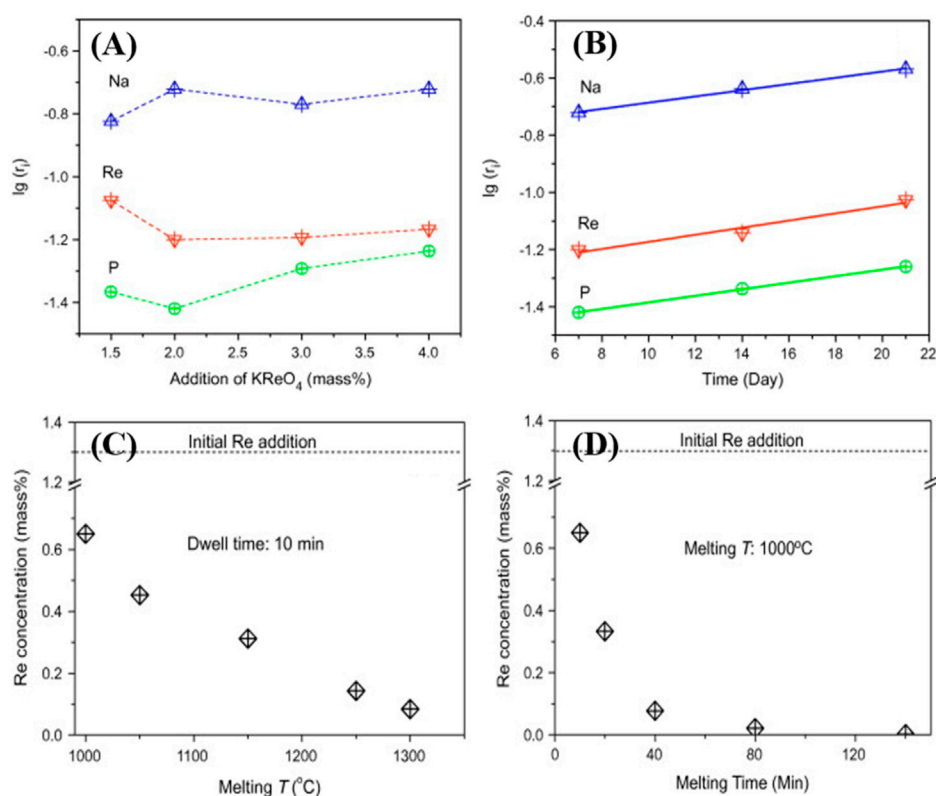 (A)
-0.6
-0.8
-1.0
-1.2
-1.4
lg (rᵢ)
Na
Re
P
1.5 2.0 2.5 3.0 3.5 4.0
Addition of KReO₄ (mass%)
(B)
-0.4
-0.6
-0.8
-1.0
-1.2
-1.4
lg (rᵢ)
Na
Re
P
6 8 10 12 14 16 18 20 22
Time (Day)
(C)
1.4
1.2
0.6
0.4
0.2
0.0
Re concentration (mass%)
Initial Re addition
Dwell time: 10 min
1000 1100 1200 1300
Melting T (°C)
(D)
1.4
1.2
0.6
0.4
0.2
0.0
Re concentration (mass%)
Initial Re addition
Melting T: 1000°C
0 40 80 120
Melting Time (Min)